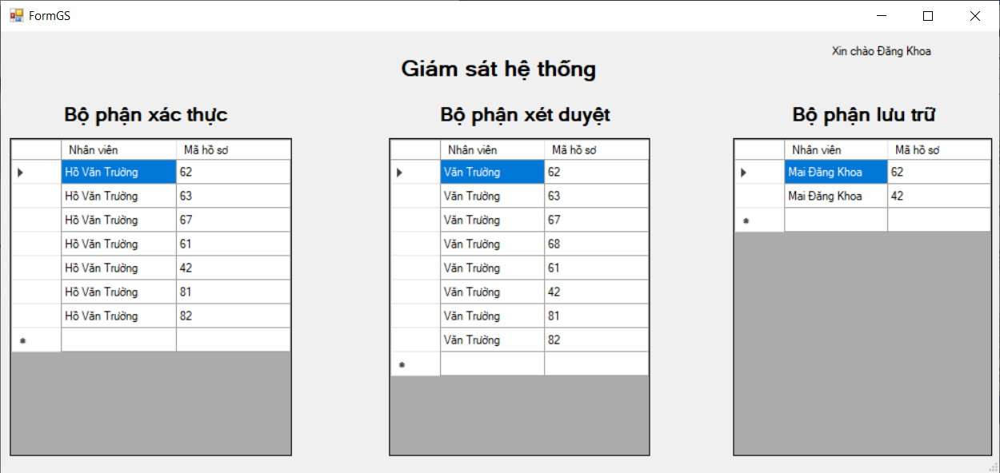 FormGS
Xin chào Đăng Khoa
Giám sát hệ thống
Bộ phận xác thực
Nhân viên Mã hồ sơ
Hồ Văn Trường 62
Hồ Văn Trường 63
Hồ Văn Trường 67
Hồ Văn Trường 61
Hồ Văn Trường 42
Hồ Văn Trường 81
Hồ Văn Trường 82
Bộ phận xét duyệt
Nhân viên Mã hồ sơ
Văn Trường 62
Văn Trường 63
Văn Trường 67
Văn Trường 68
Văn Trường 61
Văn Trường 42
Văn Trường 81
Văn Trường 82
Bộ phận lưu trữ
Nhân viên Mã hồ sơ
Mai Đăng Khoa 62
Mai Đăng Khoa 42